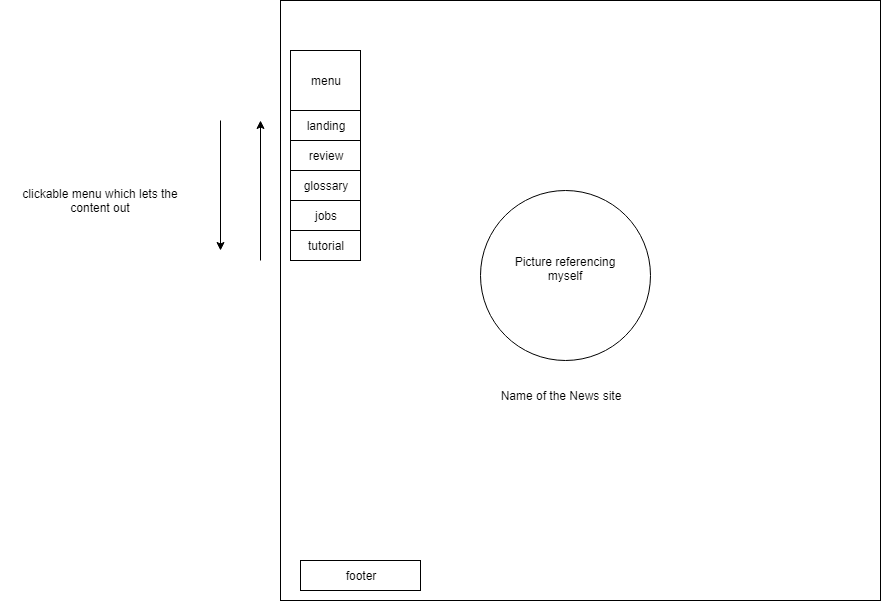 menu
landing
review
glossary
jobs
tutorial
clickable menu which lets the
content out
Picture referencing
myself
Name of the News site
footer